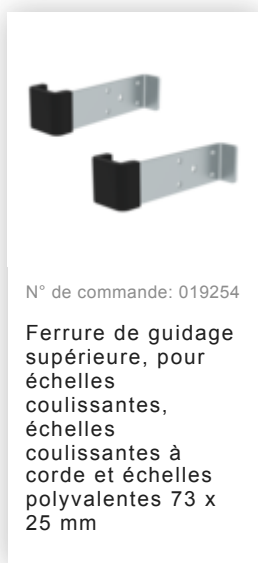 N° de commande: 019254
Ferrure de guidage
supérieure, pour
échelles
coulissantes,
échelles
coulissantes à
corde et échelles
polyvalentes 73 x
25 mm